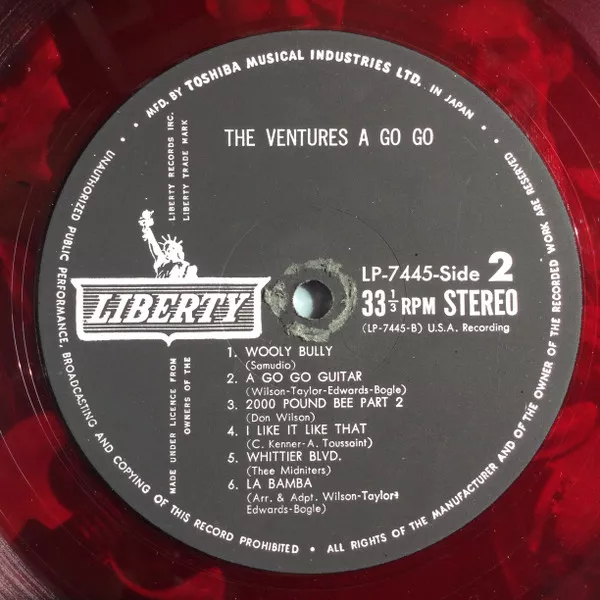 MFD. BY TOSHIBA MUSICAL INDUSTRIES LTD. IN JAPAN
UNAUTHORIZED PUBLIC PERFORMANCE, BROADCASTING AND COPYING OF THIS RECORD PROHIBITED • ALL RIGHTS OF THE MANUFACTURER AND OF THE OWNER OF THE RECORDED WORK ARE RESERVED
LIBERTY RECORDS INC.
LIBERTY TRADE MARK
THE VENTURES A GO GO
LIBERTY
MADE UNDER LICENCE FROM
OWNERS OF THE
LP-7445-Side 2
33 1/3 RPM STEREO
(LP-7445-B) U.S.A. Recording
1. WOOLY BULLY
(Samudio)
2. A GO GO GUITAR
(Wilson-Taylor-Edwards-Bogle)
3. 2000 POUND BEE PART 2
(Don Wilson)
4. I LIKE IT LIKE THAT
(C. Kenner-A. Toussaint)
5. WHITTIER BLVD.
(Thee Midniters)
6. LA BAMBA
(Arr. & Adpt. Wilson-Taylor-
Edwards-Bogle)